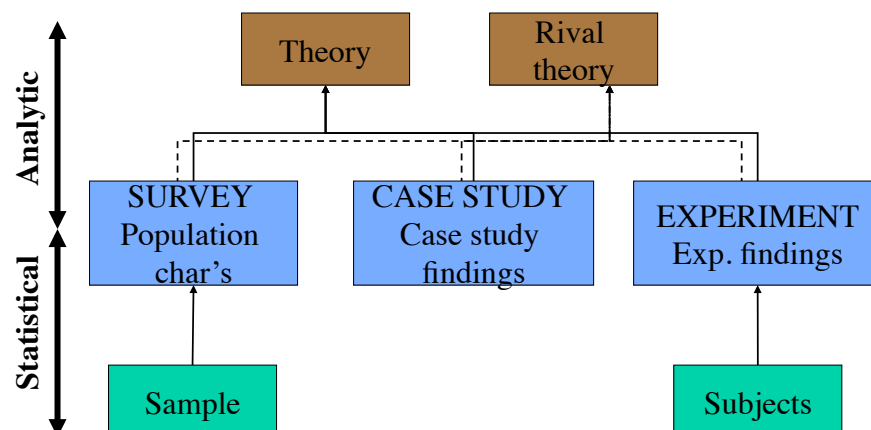 Theory
Rival
theory
Analytic
SURVEY
Population
char's
CASE STUDY
Case study
findings
EXPERIMENT
Exp. findings
Statistical
Sample
Subjects